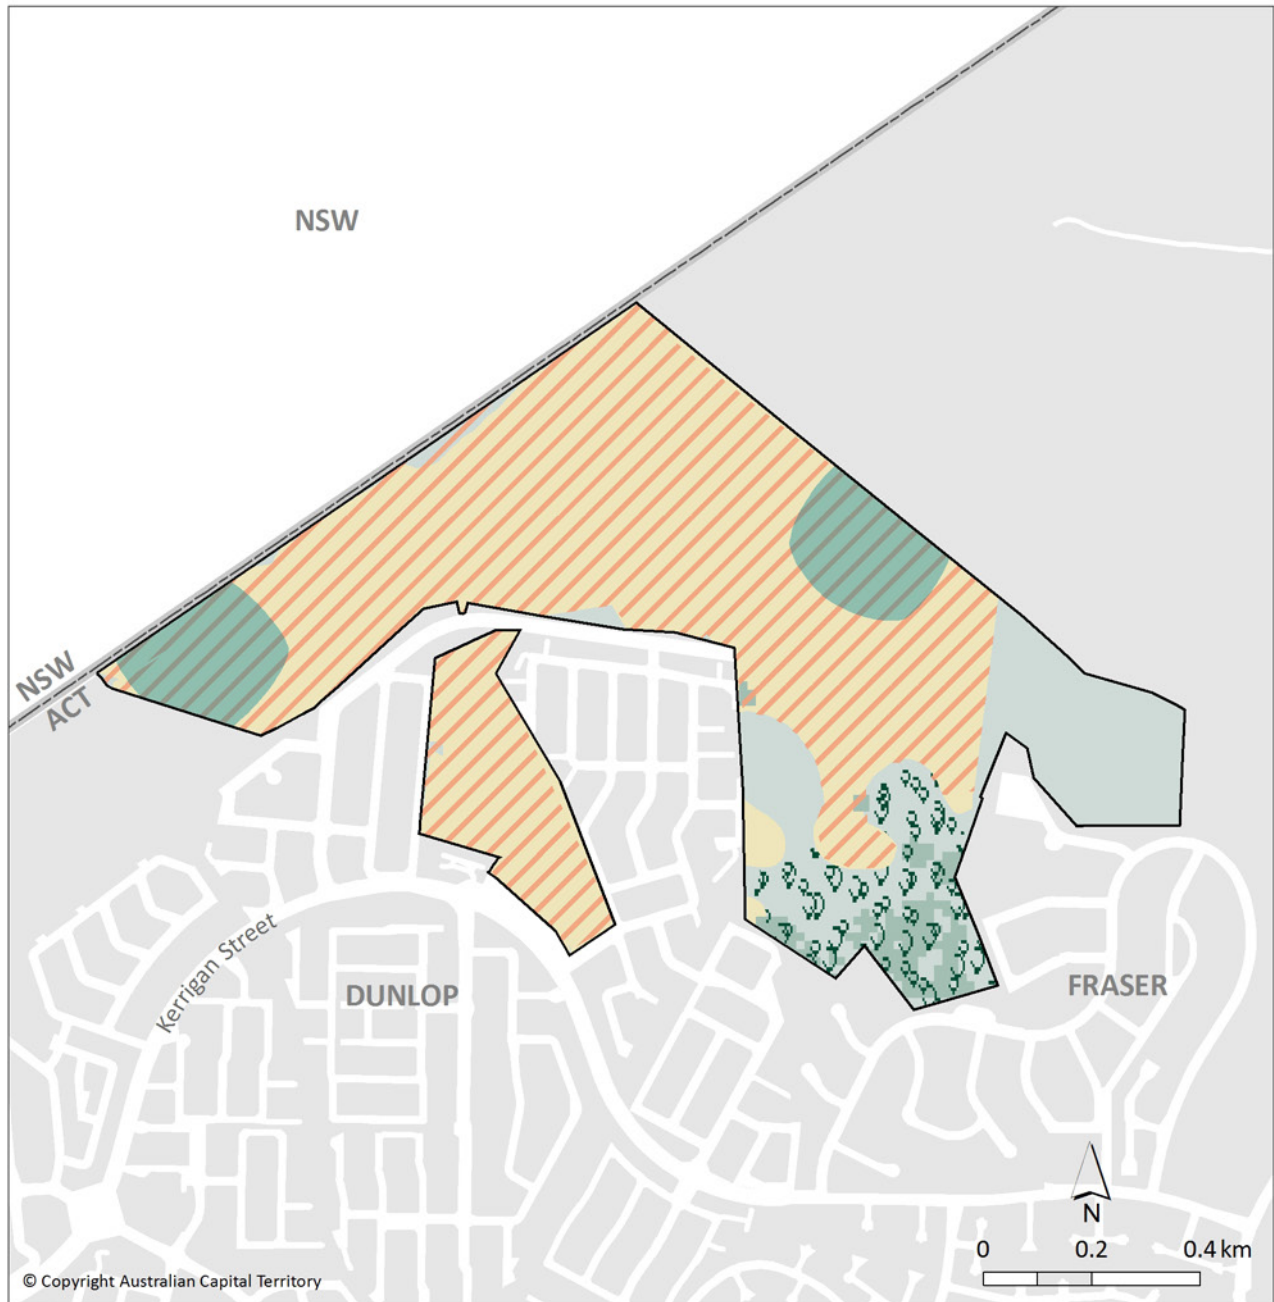 NSW
NSW
ACT
Kerrigan Street
DUNLOP
FRASER
N
0 0.2 0.4 km
© Copyright Australian Capital Territory